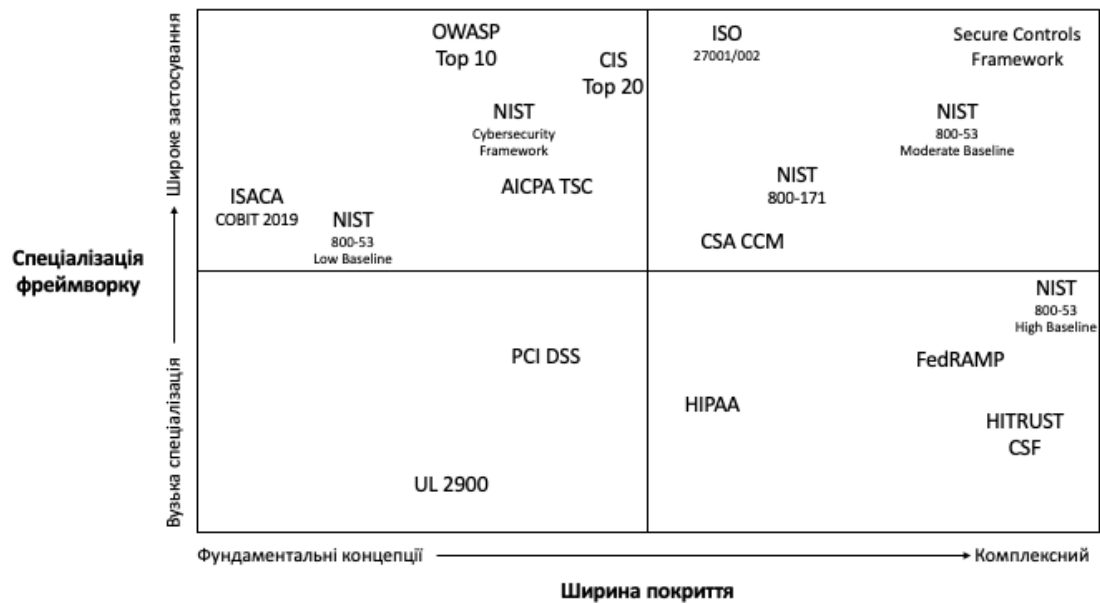 Широке застосування
Вузька спеціалізація
Спеціалізація
фреймворку
OWASP
Top 10
CIS
Top 20
NIST
Cybersecurity
Framework
AICPA TSC
ISACA
COBIT 2019
NIST
800-53
Low Baseline
ISO
27001/002
Secure Controls
Framework
NIST
800-53
Moderate Baseline
NIST
800-171
CSA CCM
PCI DSS
UL 2900
NIST
800-53
High Baseline
FedRAMP
HIPAA
HITRUST
CSF
Фундаментальні концепції
Комплексний
Ширина покриття